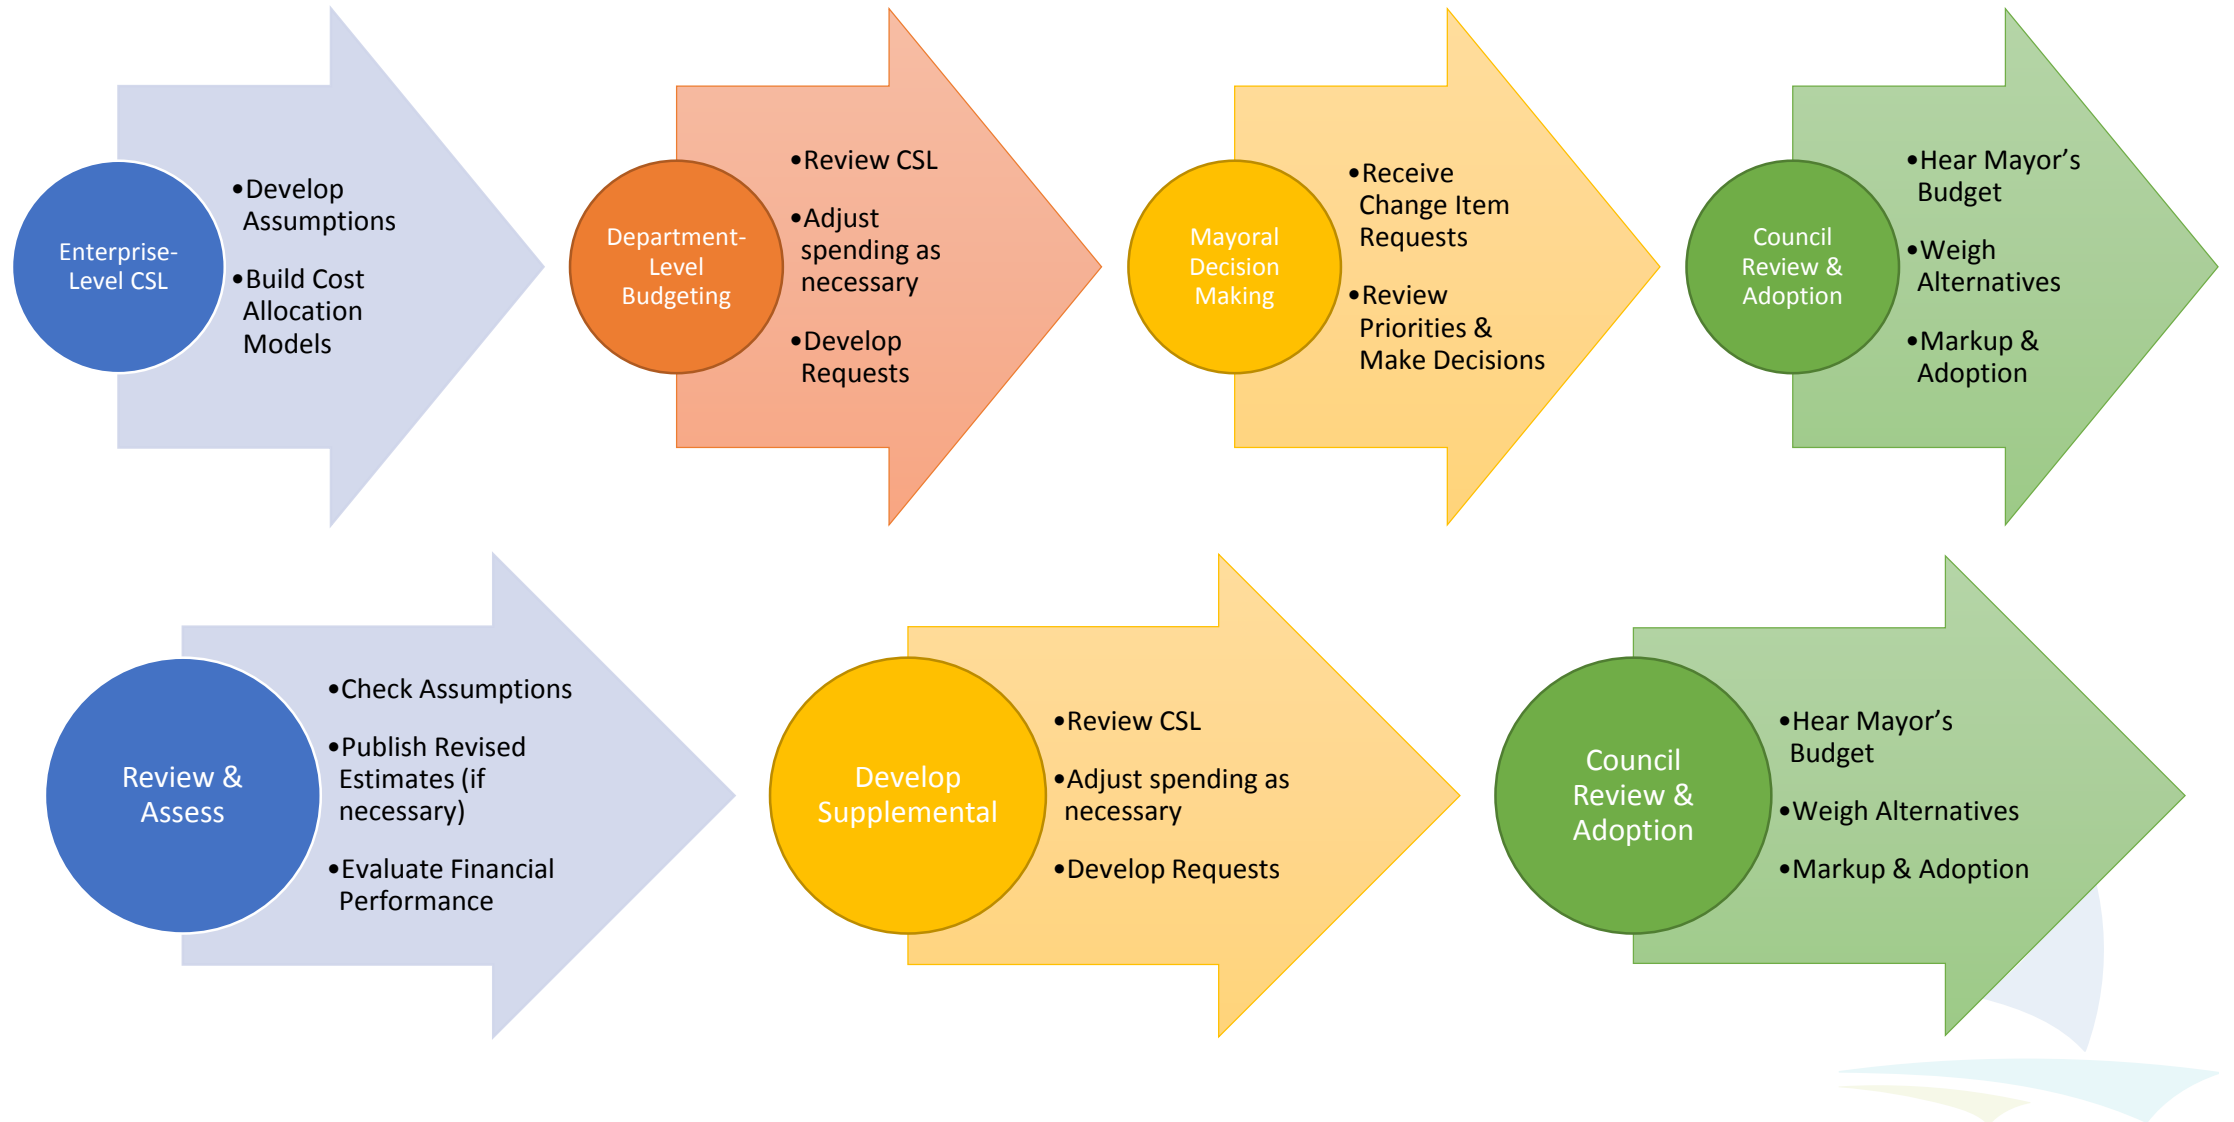 Enterprise-
Level CSL
•Develop
Assumptions
•Build Cost
Allocation
Models
Department-
Level
Budgeting
•Review CSL
•Adjust
spending as
necessary
•Develop
Requests
Mayoral
Decision
Making
•Receive
Change Item
Requests
•Review
Priorities &
Make Decisions
Council
Review &
Adoption
•Hear Mayor’s
Budget
•Weigh
Alternatives
•Markup &
Adoption
Review &
Assess
•Check Assumptions
•Publish Revised
Estimates (if
necessary)
•Evaluate Financial
Performance
Develop
Supplemental
•Review CSL
•Adjust spending as
necessary
•Develop Requests
Council
Review &
Adoption
•Hear Mayor’s
Budget
•Weigh Alternatives
•Markup & Adoption